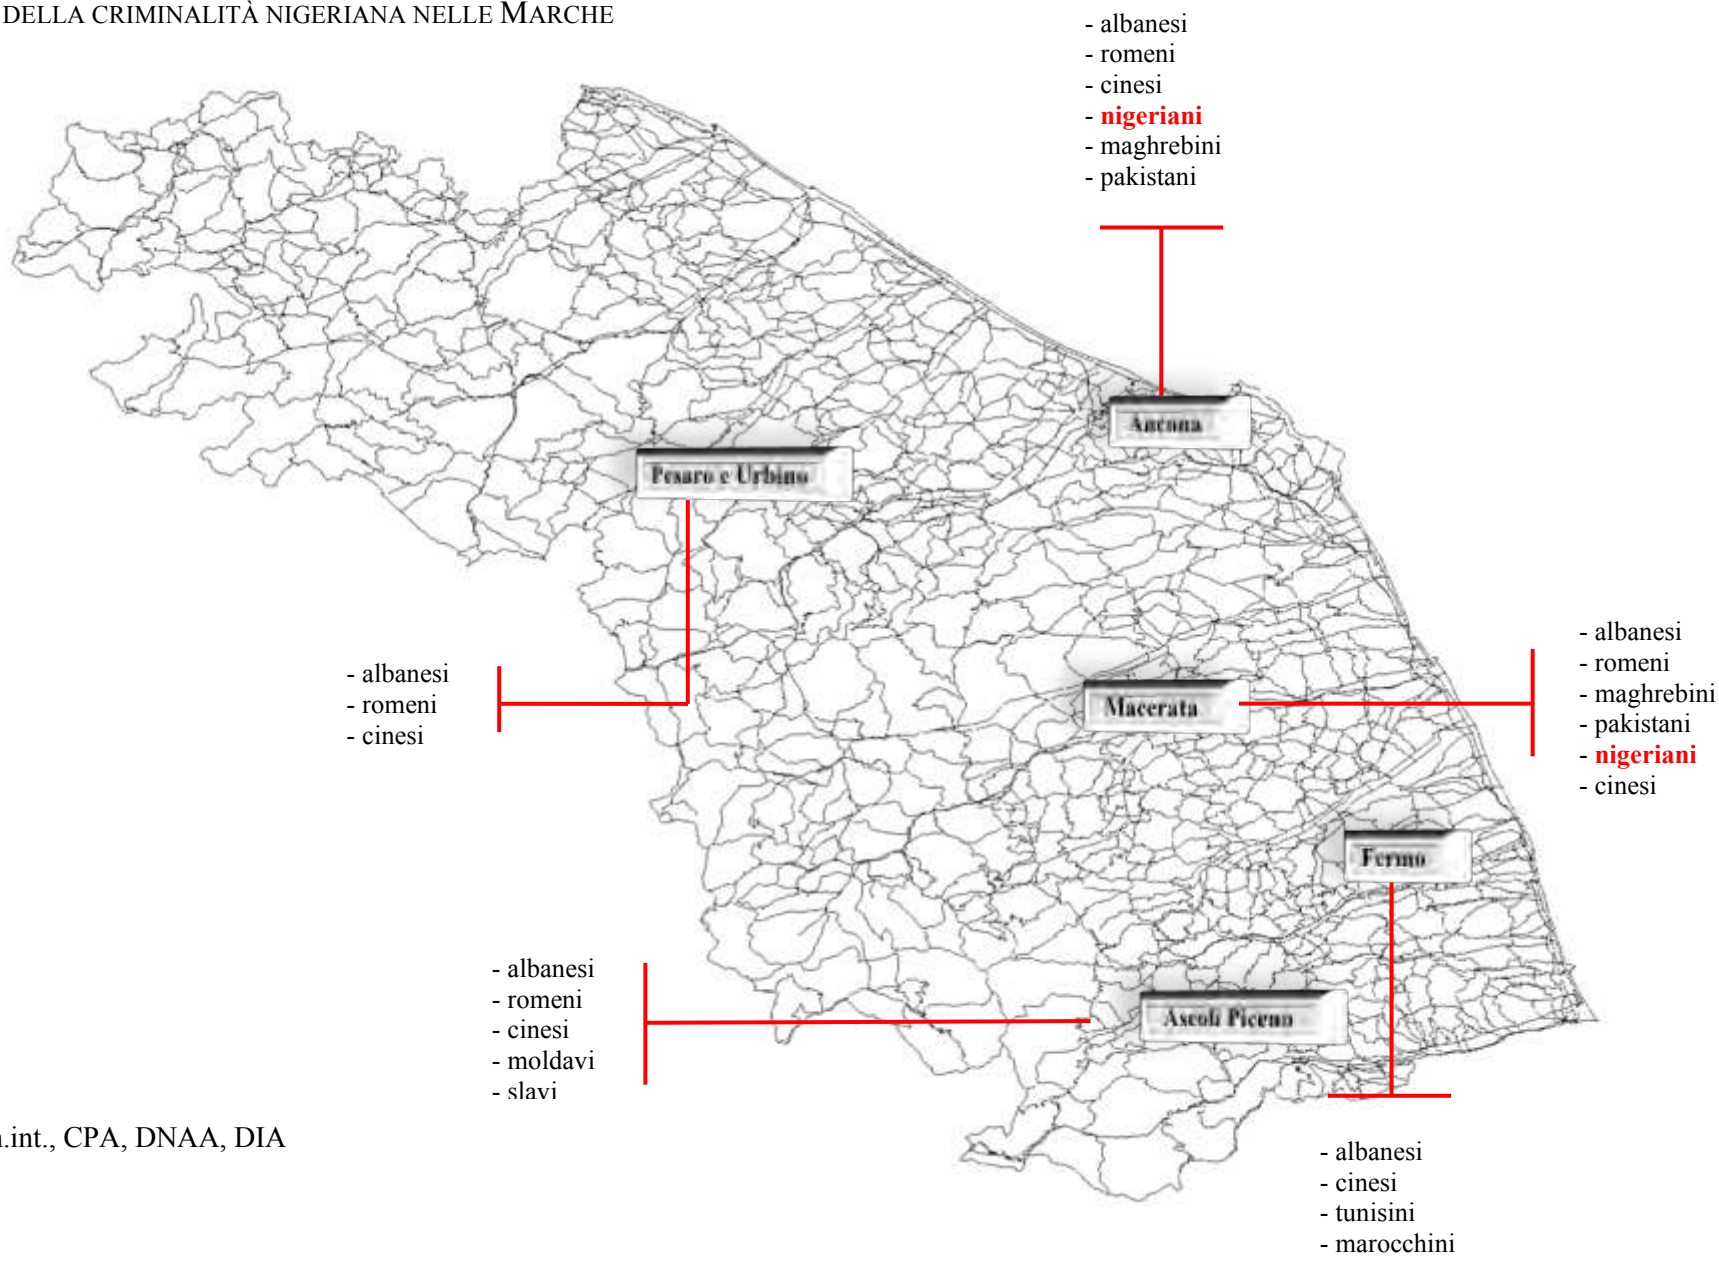 DELLA CRIMINALITÀ NIGERIANA NELLE MARCHE
- albanesi
- romeni
- cinesi
- nigeriani
- maghrebini
- pakistani
Ancona
Pesaro e Urbino
- albanesi
- romeni
- cinesi
Macerata
- albanesi
- romeni
- maghrebini
- pakistani
- nigeriani
- cinesi
Fermo
- albanesi
- romeni
- cinesi
- moldavi
- slavi
Ascoli Piceno
.int., CPA, DNAA, DIA
- albanesi
- cinesi
- tunisini
- marocchini